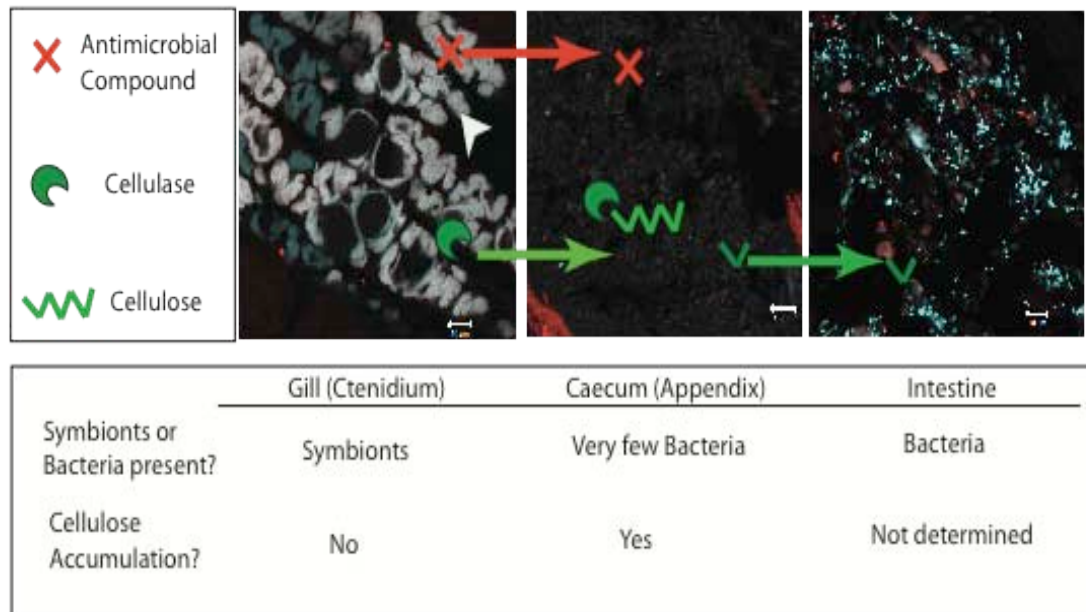 Antimicrobial
Compound
Cellulase
Cellulose
Gill (Ctenidium) Caecum (Appendix) Intestine
Symbionts or
Bacteria present?
Symbionts Very few Bacteria Bacteria
Cellulose
Accumulation?
No Yes Not determined